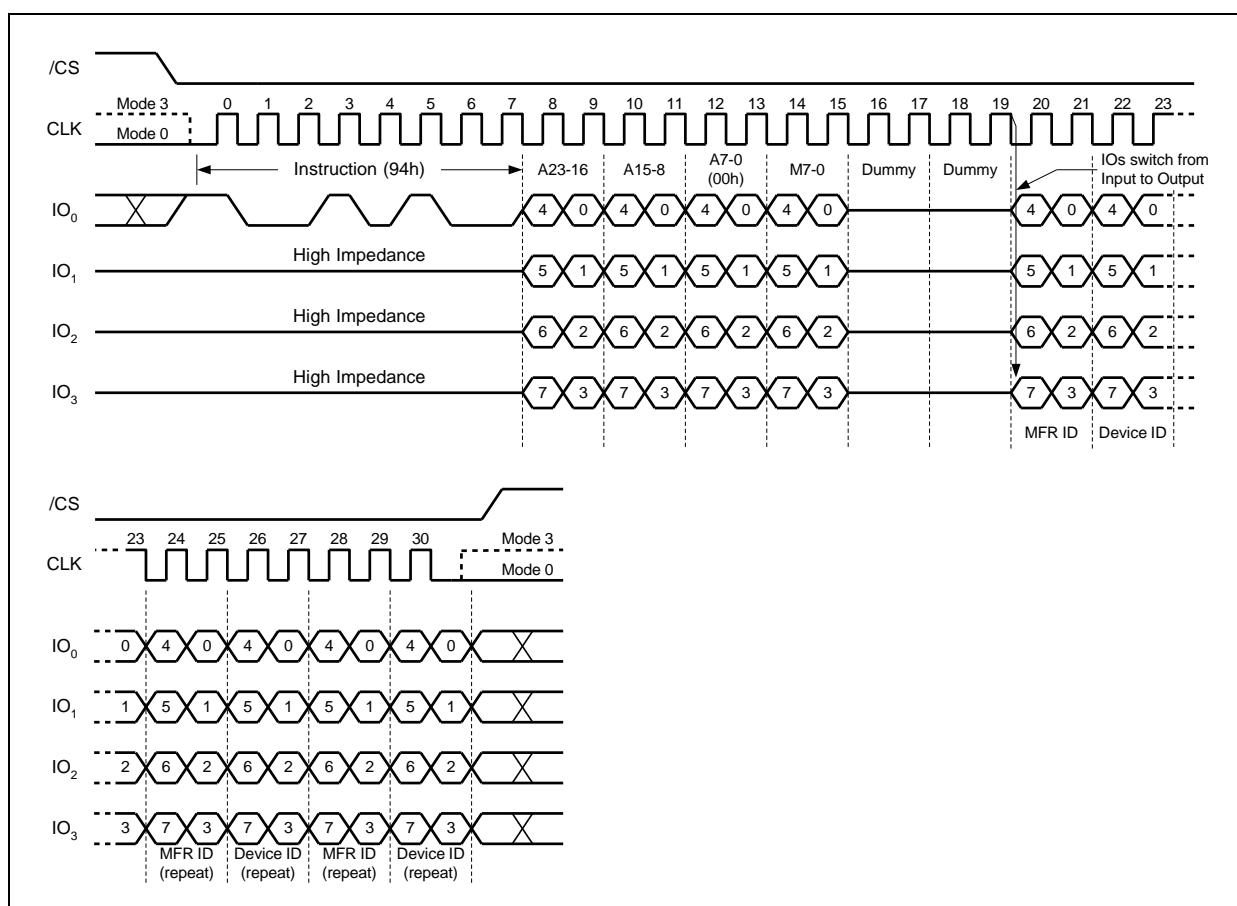 /CS
Mode 3 0 1 2 3 4 5 6 7 8 9 10 11 12 13 14 15 16 17 18 19 20 21 22 23
CLK Mode 0
Instruction (94h) A23-16 A15-8 A7-0 (00h) M7-0 Dummy Dummy IOs switch from Input to Output
IO0 4 0 4 0 4 0 4 0 4 0 4 0
High Impedance
IO1 5 1 5 1 5 1 5 1 5 1 5 1
High Impedance
IO2 6 2 6 2 6 2 6 2 6 2 6 2
High Impedance
IO3 7 3 7 3 7 3 7 3 7 3 7 3
MFR ID Device ID
/CS
23 24 25 26 27 28 29 30 Mode 3
CLK Mode 0
IO0 0 4 0 4 0 4 0 4 0
IO1 1 5 1 5 1 5 1 5 1
IO2 2 6 2 6 2 6 2 6 2
IO3 3 7 3 7 3 7 3 7 3
MFR ID Device ID MFR ID Device ID
(repeat) (repeat) (repeat) (repeat)